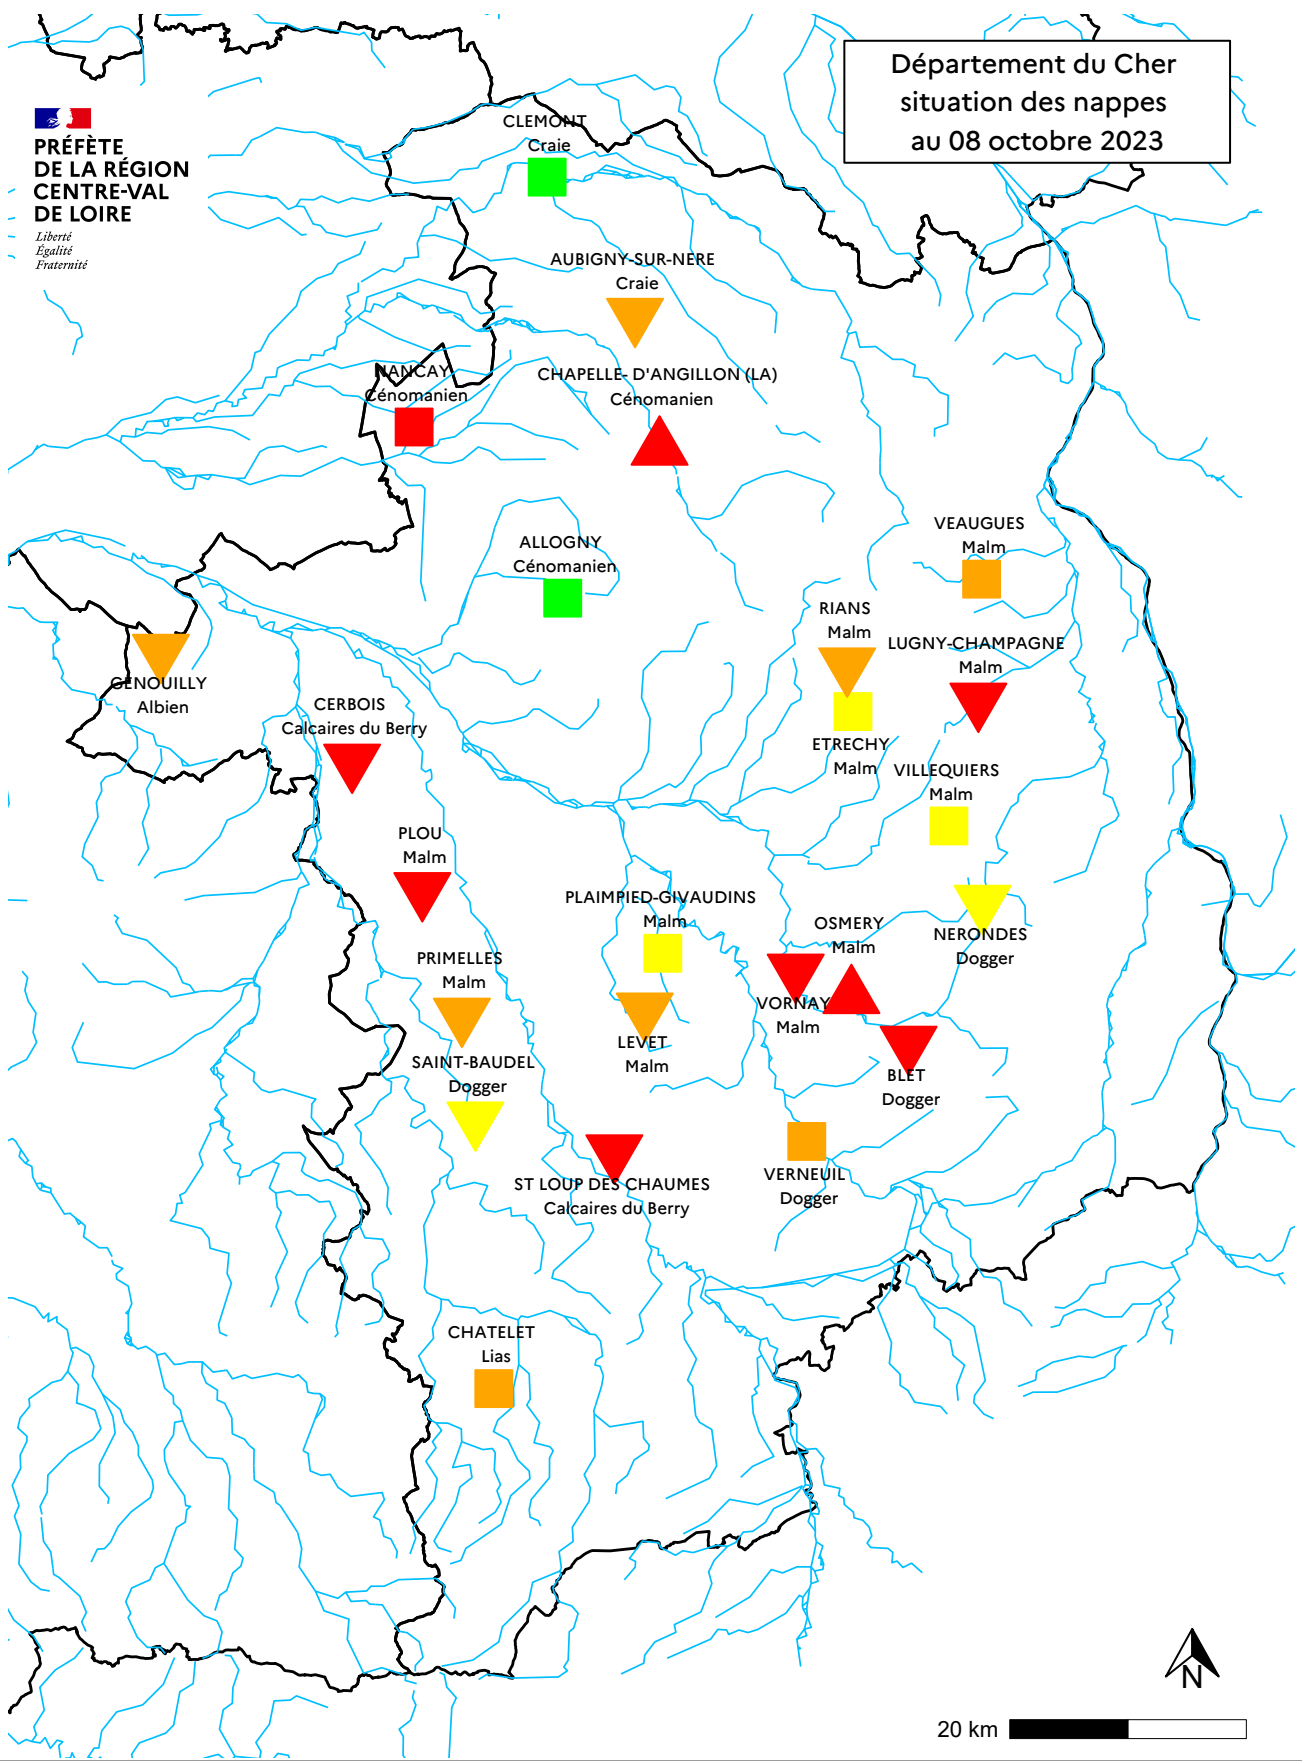 Département du Cher
situation des nappes
au 08 octobre 2023
PRÉFÈTE
DE LA RÉGION
CENTRE-VAL
DE LOIRE
Liberté
Égalité
Fraternité
CLEMONT
Craie
AUBIGNY-SUR-NERE
Craie
NANCAY
Cénomanien
CHAPELLE- D'ANGILLON (LA)
Cénomanien
VEAUGUES
Malm
ALLOGNY
Cénomanien
RIANS
Malm
LUGNY-CHAMPAGNE
Malm
GENOUILLY
Albien
CERBOIS
Calcaires du Berry
ETRECHY
Malm
VILLEQUIERS
Malm
PLOU
Malm
PLAIMPIED-GIVAUDINS
Malm
OSMERY
Malm
NERONDES
Dogger
PRIMELLES
Malm
VORNAY
Malm
LEVET
Malm
SAINT-BAUDEL
Dogger
BLET
Dogger
ST LOUP DES CHAUMES
Calcaires du Berry
VERNEUIL
Dogger
CHATELET
Lias
N
20 km